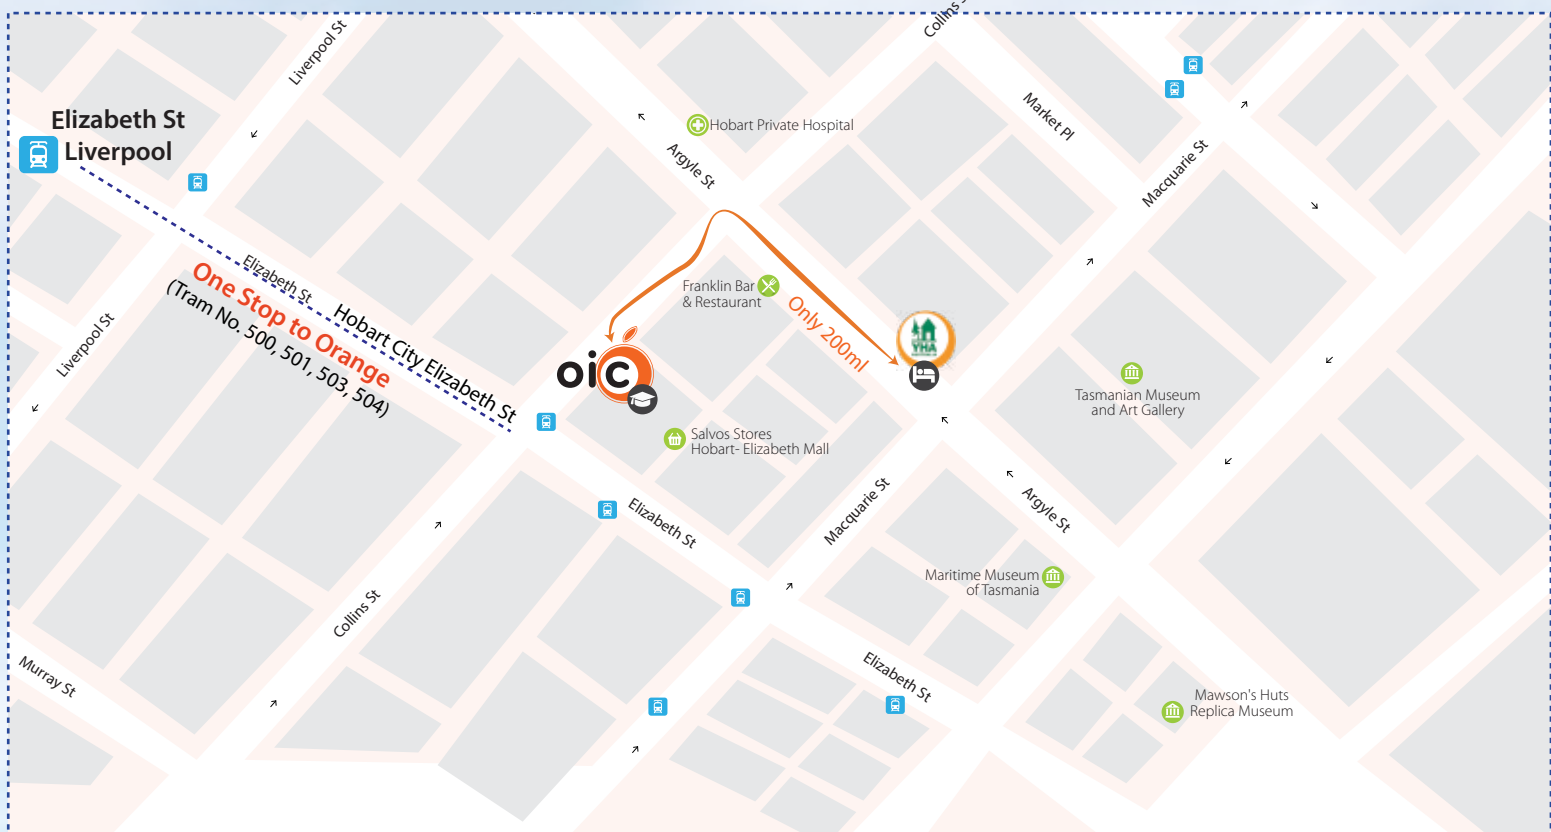 Collins
Liverpool St
Elizabeth St
Liverpool
Market Pl
Hobart Private Hospital
Argyle St
Macquarie St
Elizabeth St
One Stop to Orange
(Tram No. 500, 501, 503, 504)
Hobart City Elizabeth St
Franklin Bar
& Restaurant
Only 200ml
YHA
Liverpool St
oic
Tasmanian Museum
and Art Gallery
Salvos Stores
Hobart- Elizabeth Mall
Elizabeth St
Macquarie St
Argyle St
Maritime Museum
of Tasmania
Collins St
Murray St
Elizabeth St
Mawson's Huts
Replica Museum